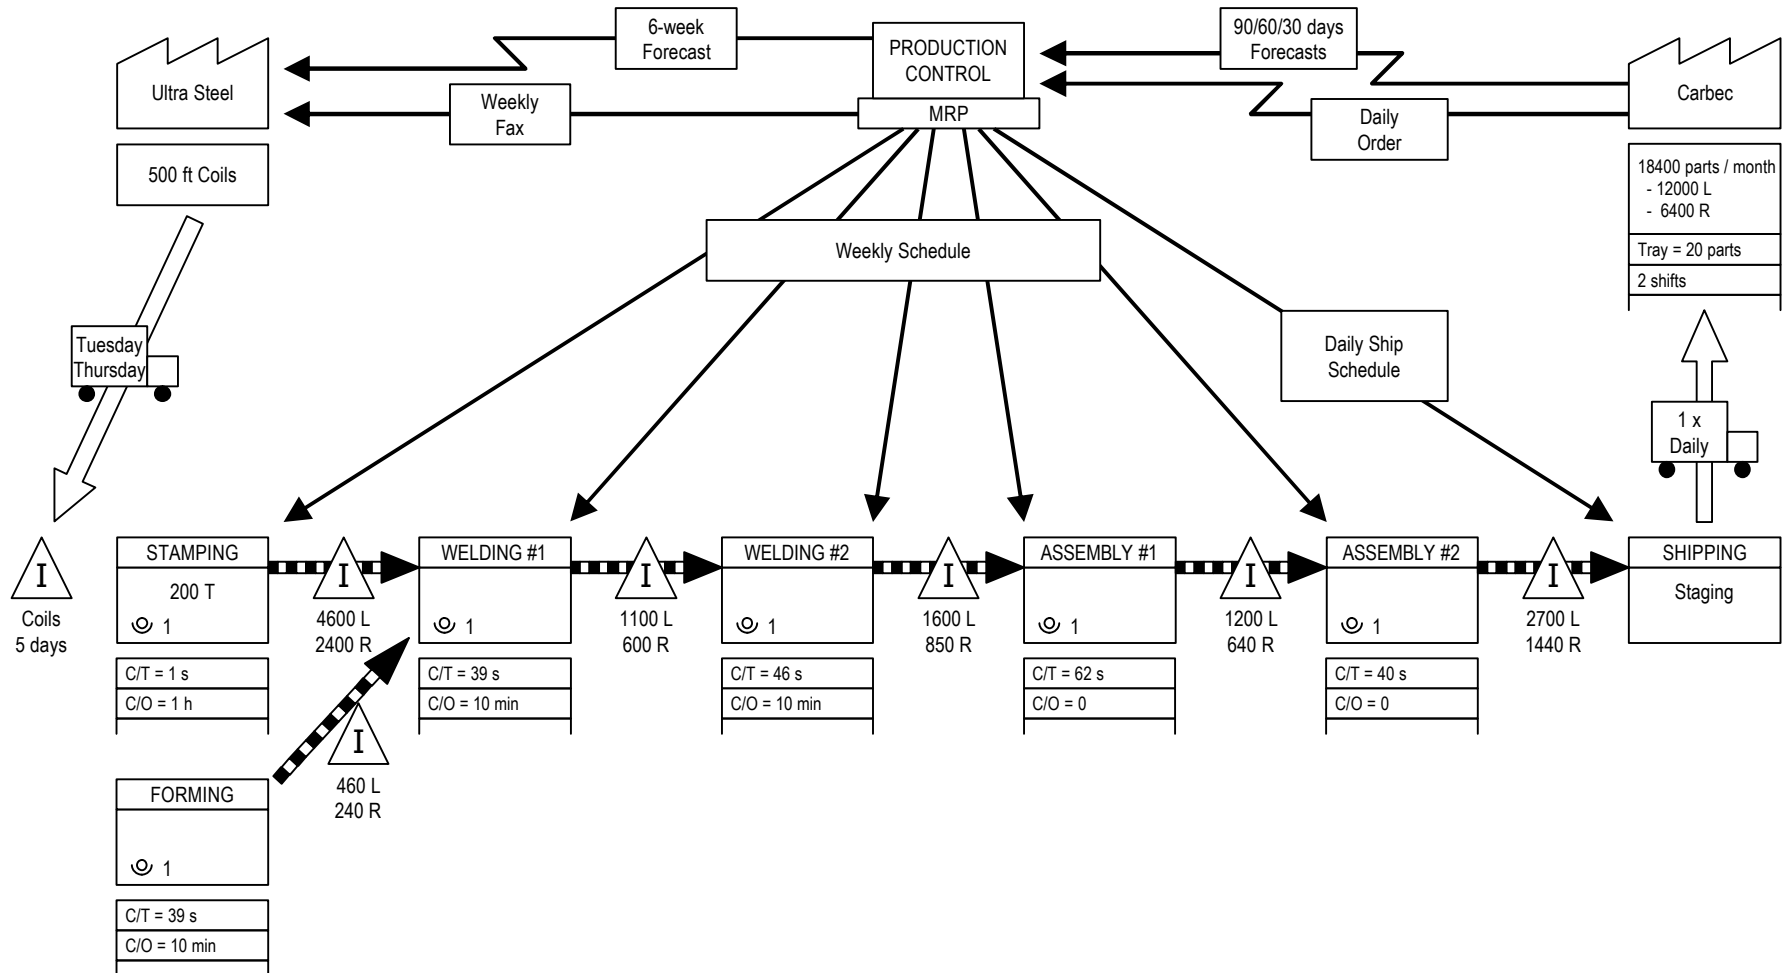 6-week
Forecast
PRODUCTION
CONTROL
MRP
90/60/30 days
Forecasts
Ultra Steel
Weekly
Fax
Daily
Order
Carbec
500 ft Coils
18400 parts / month
- 12000 L
- 6400 R
Tray = 20 parts
2 shifts
Weekly Schedule
Tuesday
Thursday
Daily Ship
Schedule
1 x
Daily
I
Coils
5 days
STAMPING
200 T
1
C/T = 1 s
C/O = 1 h
I
4600 L
2400 R
WELDING #1
1
C/T = 39 s
C/O = 10 min
I
1100 L
600 R
WELDING #2
1
C/T = 46 s
C/O = 10 min
I
1600 L
850 R
ASSEMBLY #1
1
C/T = 62 s
C/O = 0
I
1200 L
640 R
ASSEMBLY #2
1
C/T = 40 s
C/O = 0
I
2700 L
1440 R
SHIPPING
Staging
I
460 L
240 R
FORMING
1
C/T = 39 s
C/O = 10 min